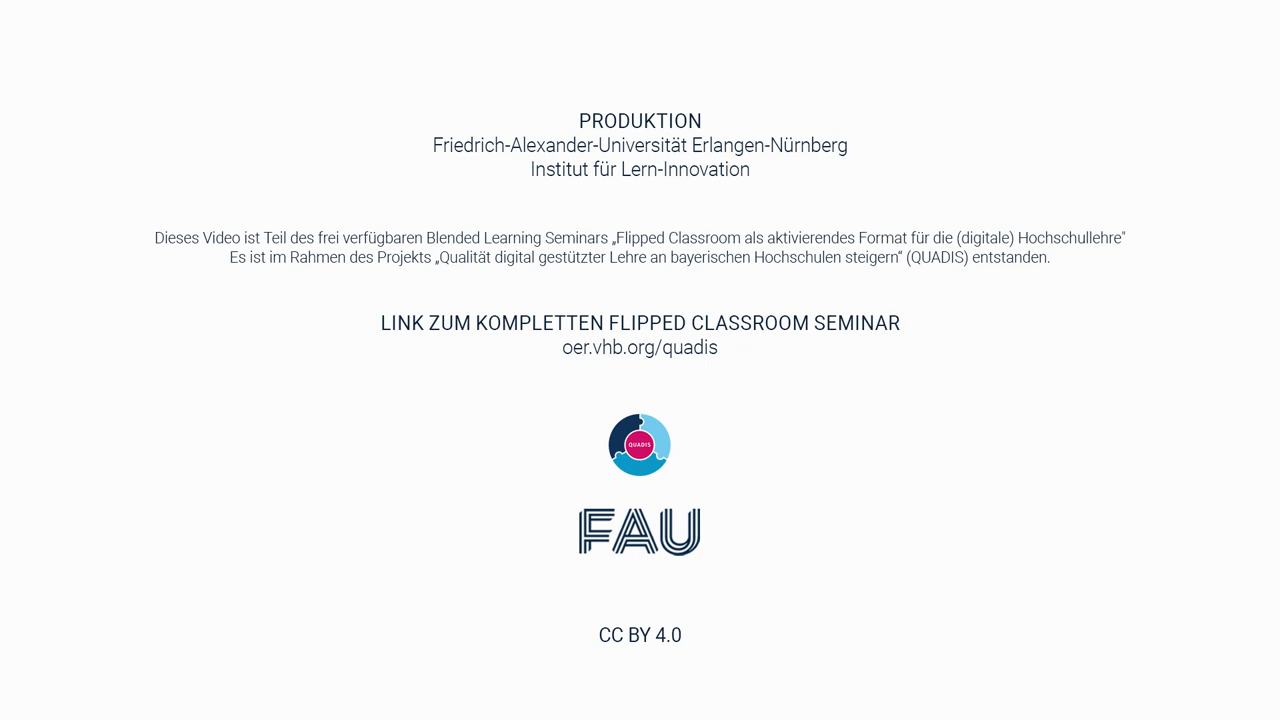 PRODUKTION
Friedrich-Alexander-Universität Erlangen-Nürnberg
Institut für Lern-Innovation
Dieses Video ist Teil des frei verfügbaren Blended Learning Seminars „Flipped Classroom als aktivierendes Format für die (digitale) Hochschullehre"
Es ist im Rahmen des Projekts „Qualität digital gestützter Lehre an bayerischen Hochschulen steigern“ (QUADIS) entstanden.
LINK ZUM KOMPLETTEN FLIPPED CLASSROOM SEMINAR
oer.vhb.org/quadis
QUADIS
FAU
CC BY 4.0